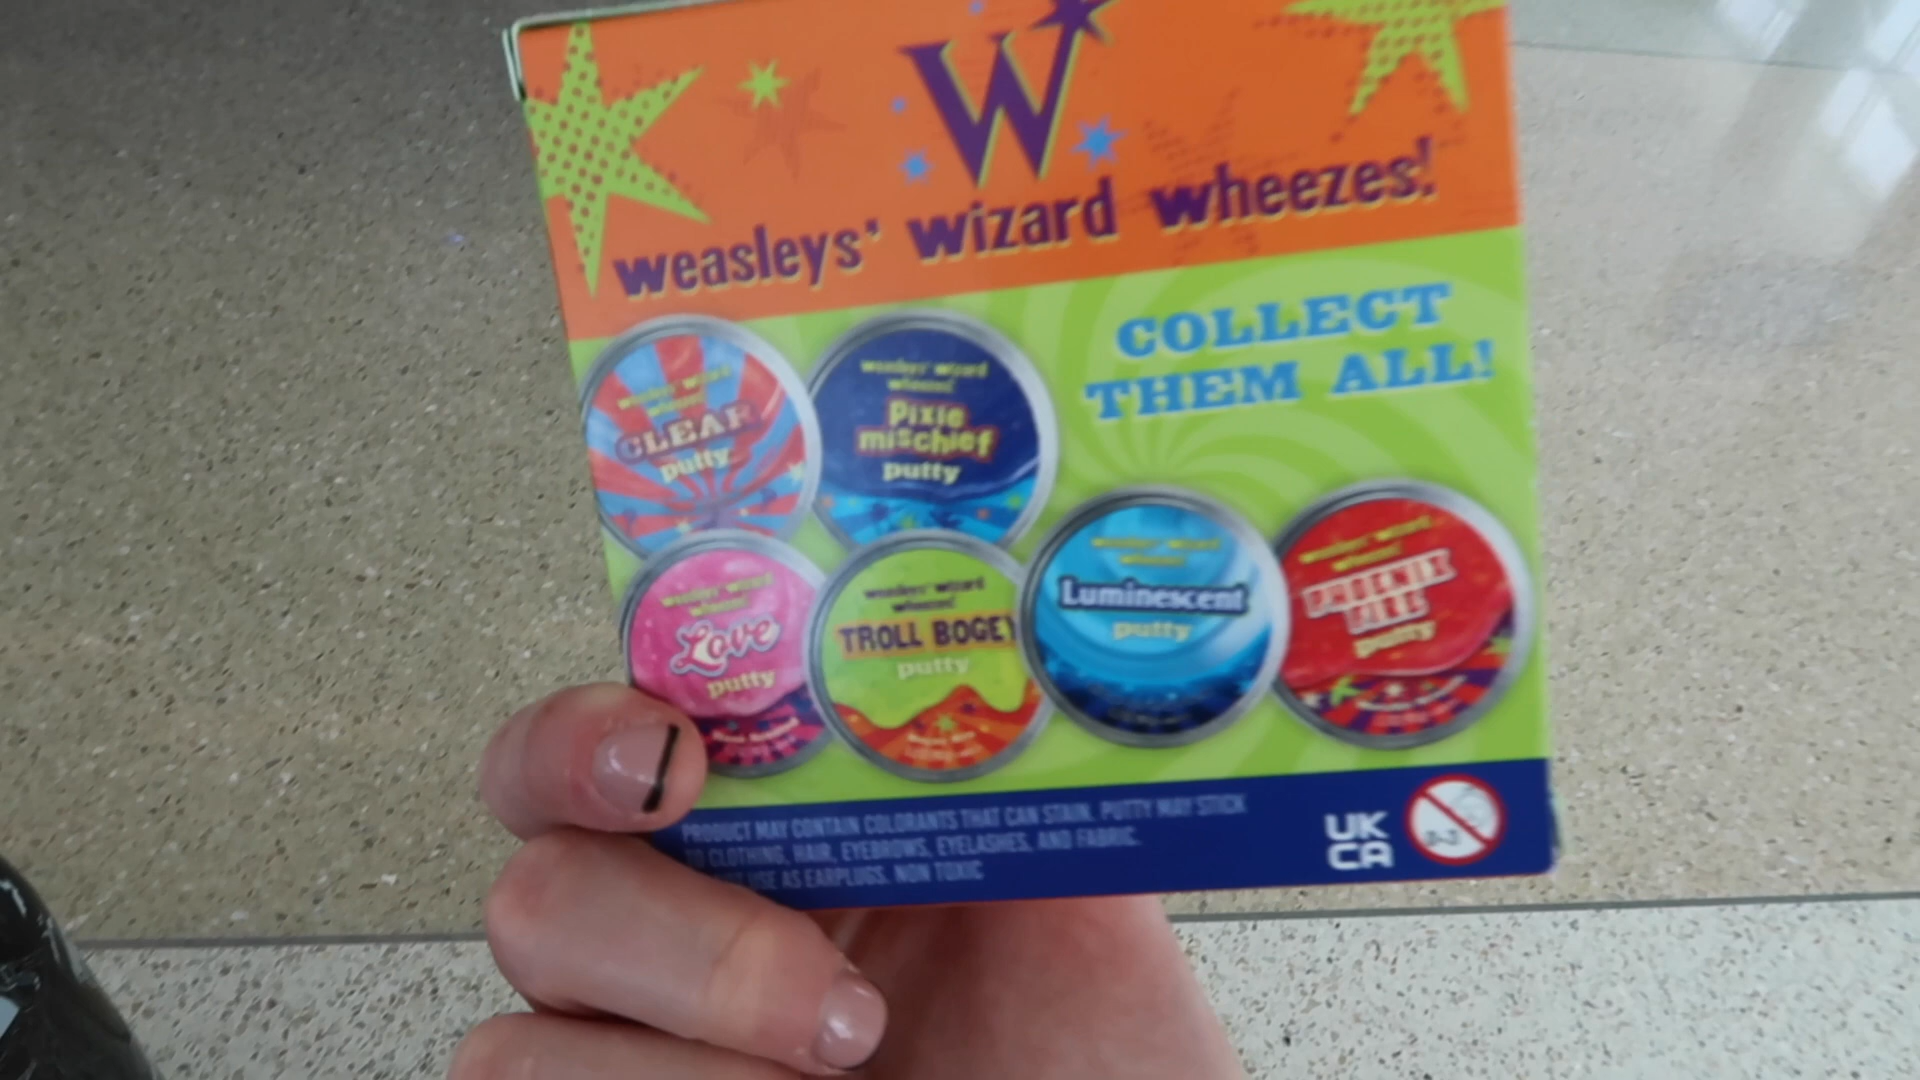 W
weasleys' wizard wheezes!
COLLECT
THEM ALL!
weasleys' wizard
wheezes!
CLEAR
putty
weasleys' wizard
wheezes!
Pixie
mischief
putty
weasleys' wizard
wheezes!
Love
putty
weasleys' wizard
wheezes!
TROLL BOGEY
putty
weasleys' wizard
wheezes!
Luminescent
putty
weasleys' wizard
wheezes!
PHOENIX
FIRE
putty
PRODUCT MAY CONTAIN COLORANTS THAT CAN STAIN. PUTTY MAY STICK
TO CLOTHING, HAIR, EYEBROWS, EYELASHES, AND FABRIC.
USE AS EARPLUGS. NON TOXIC
UK
CA
0-3